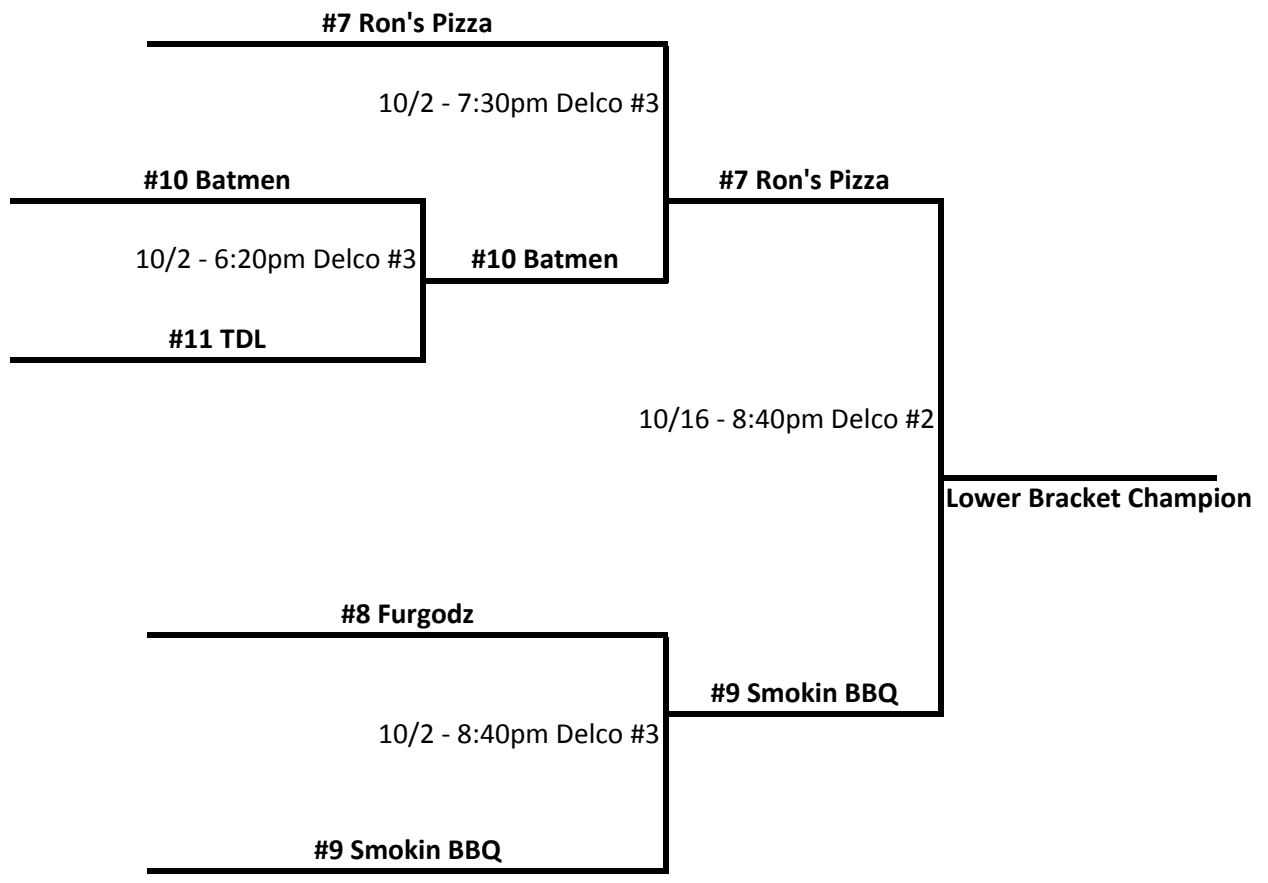 #7 Ron's Pizza
10/2 - 7:30pm Delco #3
#10 Batmen
#7 Ron's Pizza
10/2 - 6:20pm Delco #3
#10 Batmen
#11 TDL
10/16 - 8:40pm Delco #2
Lower Bracket Champion
#8 Furgodz
#9 Smokin BBQ
10/2 - 8:40pm Delco #3
#9 Smokin BBQ